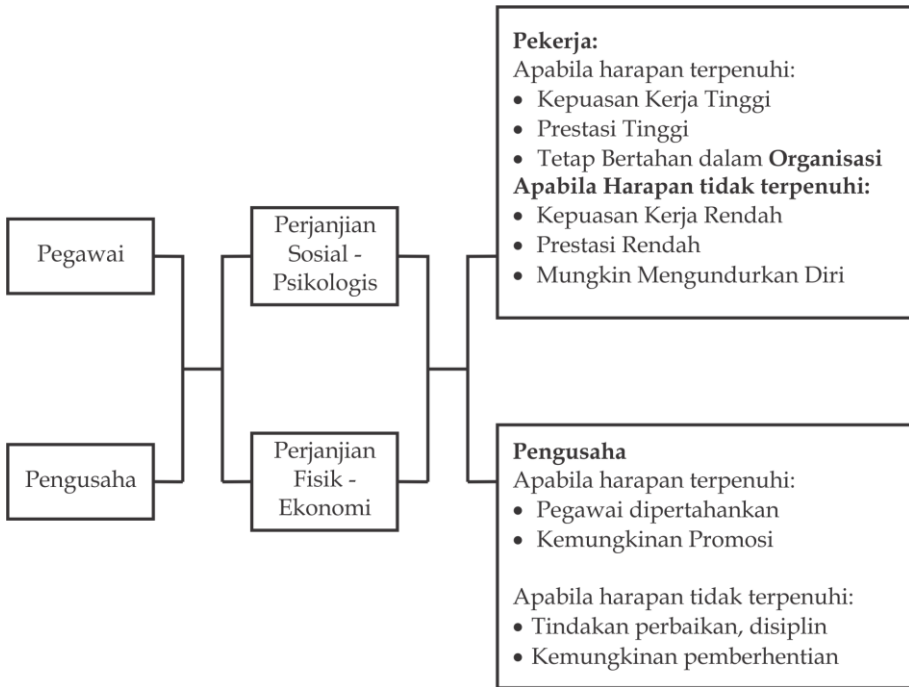 Pegawai
Pengusaha
Perjanjian
Sosial -
Psikologis
Perjanjian
Fisik -
Ekonomi
Pekerja:
Apabila harapan terpenuhi:
• Kepuasan Kerja Tinggi
• Prestasi Tinggi
• Tetap Bertahan dalam Organisasi
Apabila Harapan tidak terpenuhi:
• Kepuasan Kerja Rendah
• Prestasi Rendah
• Mungkin Mengundurkan Diri
Pengusaha
Apabila harapan terpenuhi:
• Pegawai dipertahankan
• Kemungkinan Promosi
Apabila harapan tidak terpenuhi:
• Tindakan perbaikan, disiplin
• Kemungkinan pemberhentian